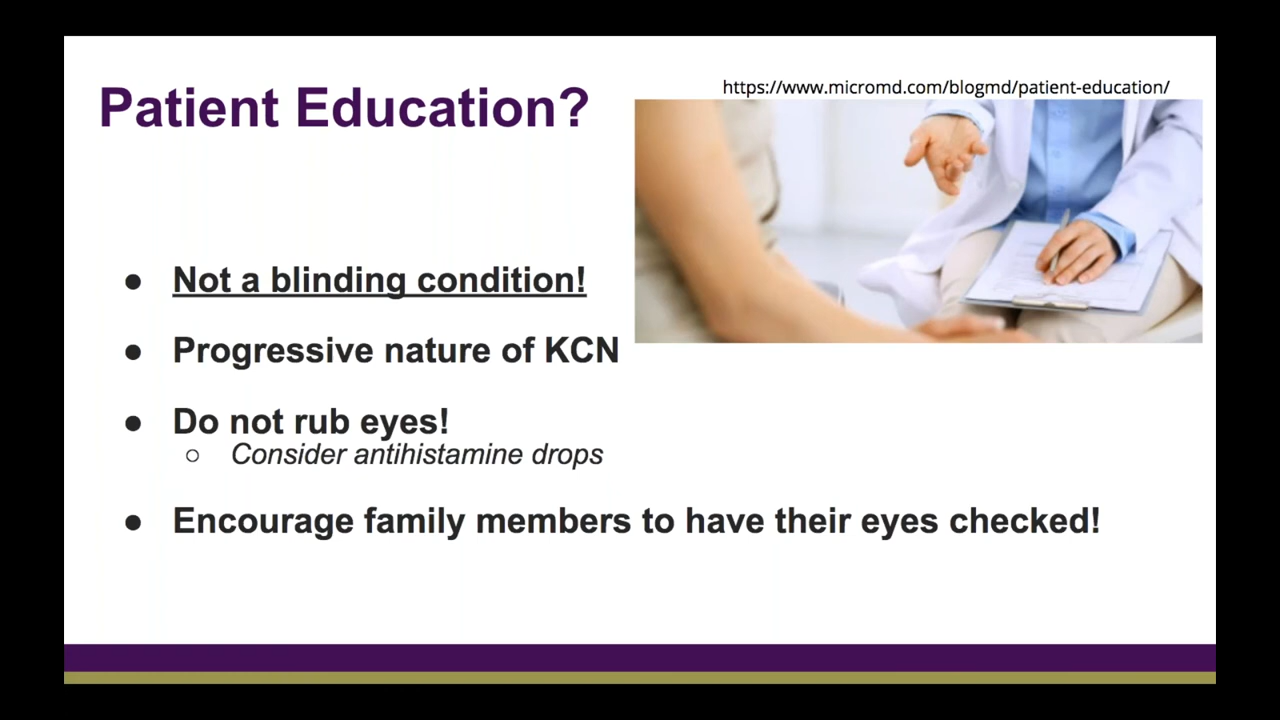 Patient Education?
https://www.micromd.com/blogmd/patient-education/
● Not a blinding condition!
● Progressive nature of KCN
● Do not rub eyes!
○ Consider antihistamine drops
● Encourage family members to have their eyes checked!